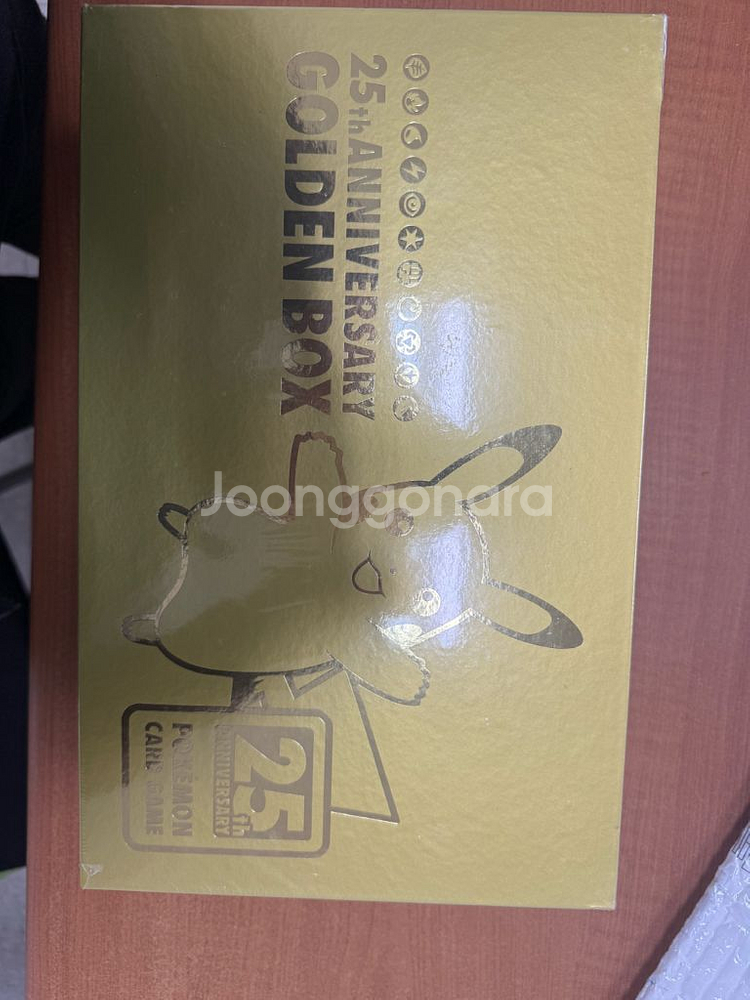 25th ANNIVERSARY
GOLDEN BOX
Joonggonara
25th
ANNIVERSARY
POKÉMON
CARD GAME